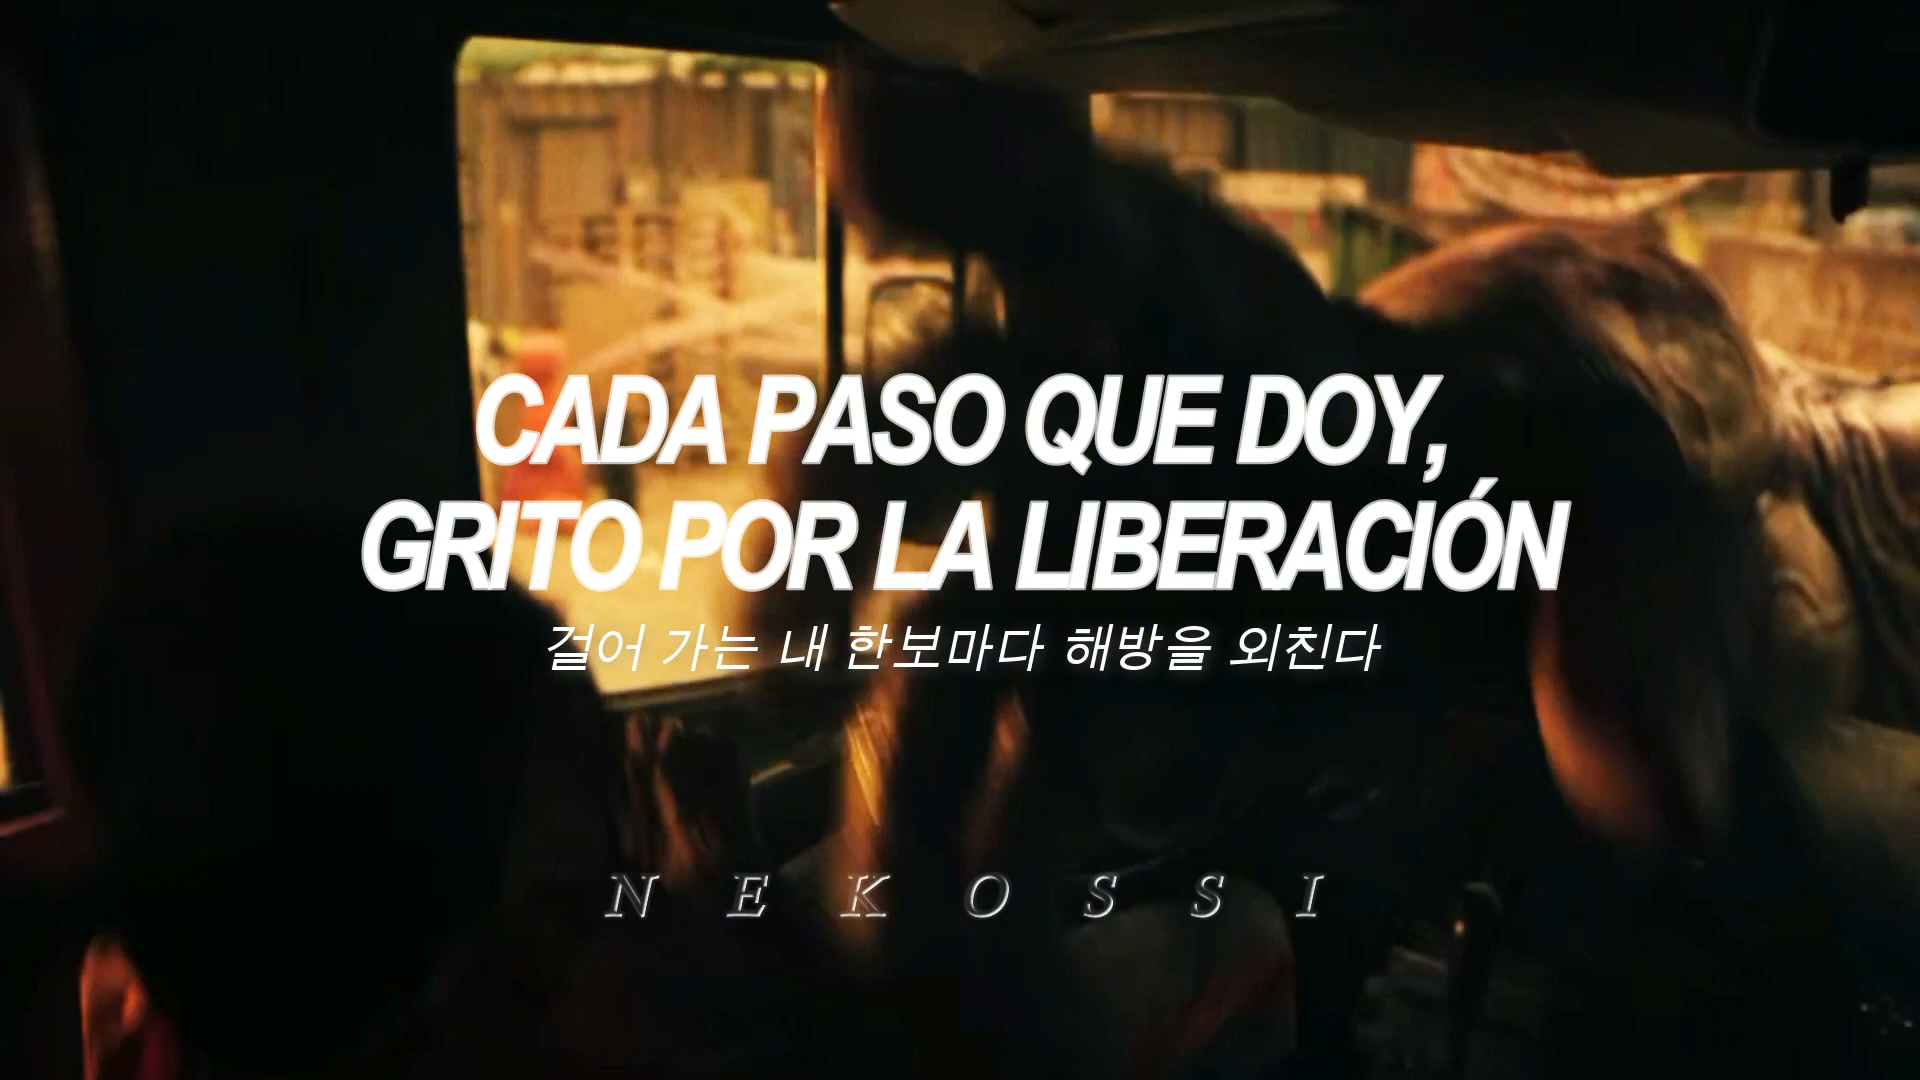 CADA PASO QUE DOY,
GRITO POR LA LIBERACIÓN
걸어 가는 내 한보마다 해방을 외친다
NEKOSSI